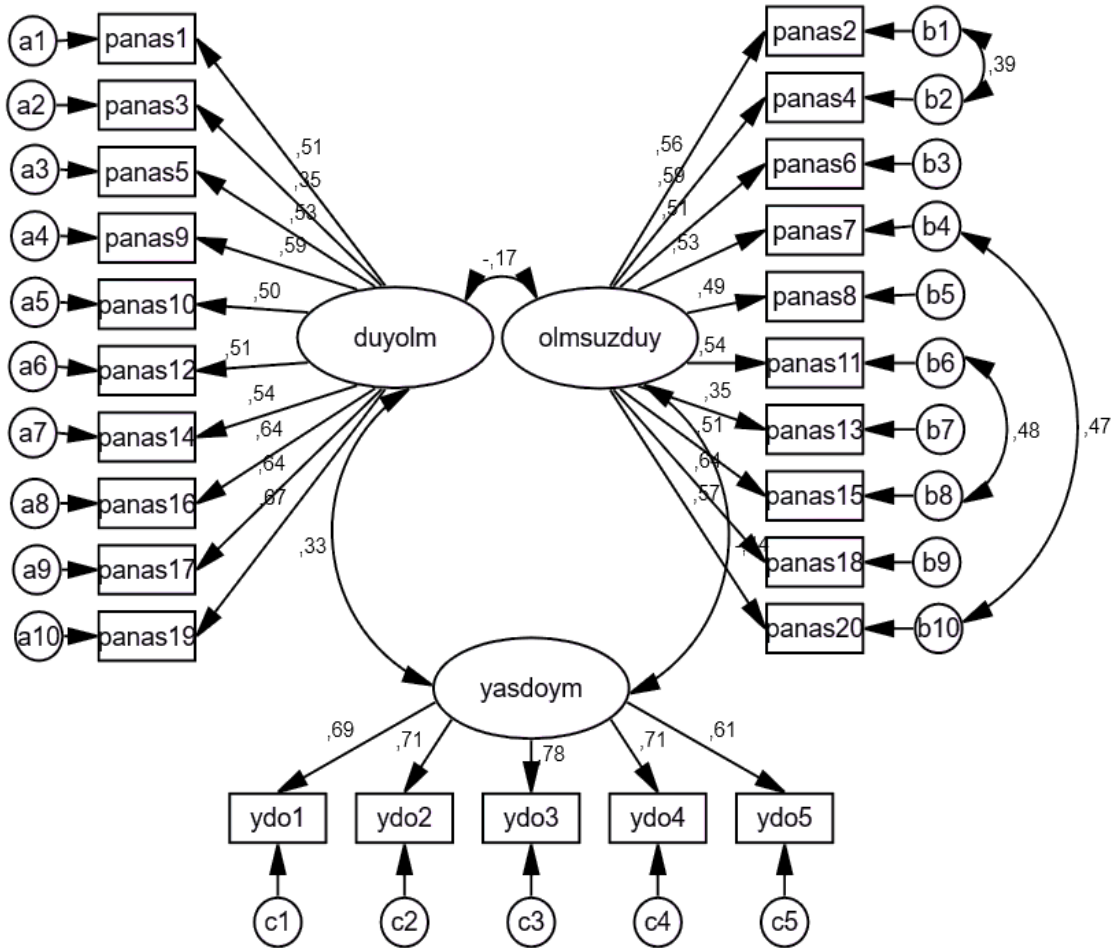 a1
panas1
a2
panas3
a3
panas5
a4
panas9
a5
panas10
a6
panas12
a7
panas14
a8
panas16
a9
panas17
a10
panas19
,51
,35
,53
,59
,50
,51
,54
,64
,64
,67
duyolm
-,17
olmsuzduy
,56
,59
,51
,53
,49
,54
,35
,51
,64
,57
panas2
b1
panas4
b2
panas6
b3
panas7
b4
panas8
b5
panas11
b6
panas13
b7
panas15
b8
panas18
b9
panas20
b10
,39
,48
,47
,33
yasdoym
,69
,71
,78
,71
,61
ydo1
ydo2
ydo3
ydo4
ydo5
c1
c2
c3
c4
c5